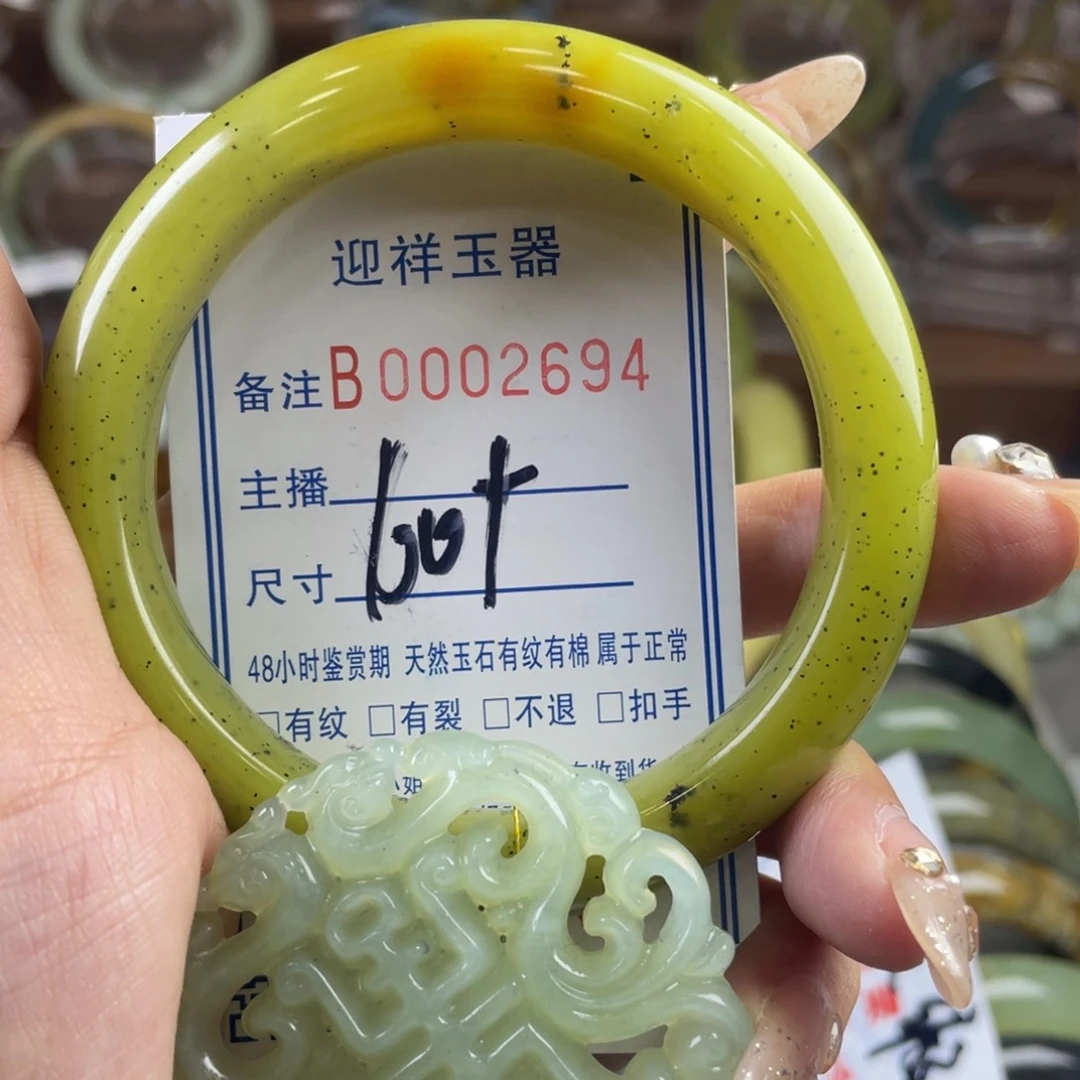 迎祥玉器
备注B0002694
主播
尺寸
48小时鉴赏期 天然玉石有纹有棉 属于正常
□有纹 □有裂 □不退 □扣手
收到